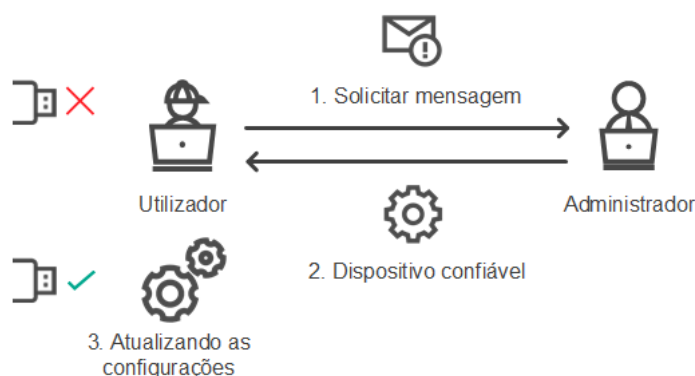 1. Solicitar mensagem
Utilizador
Administrador
2. Dispositivo confiável
3. Atualizando as
configurações